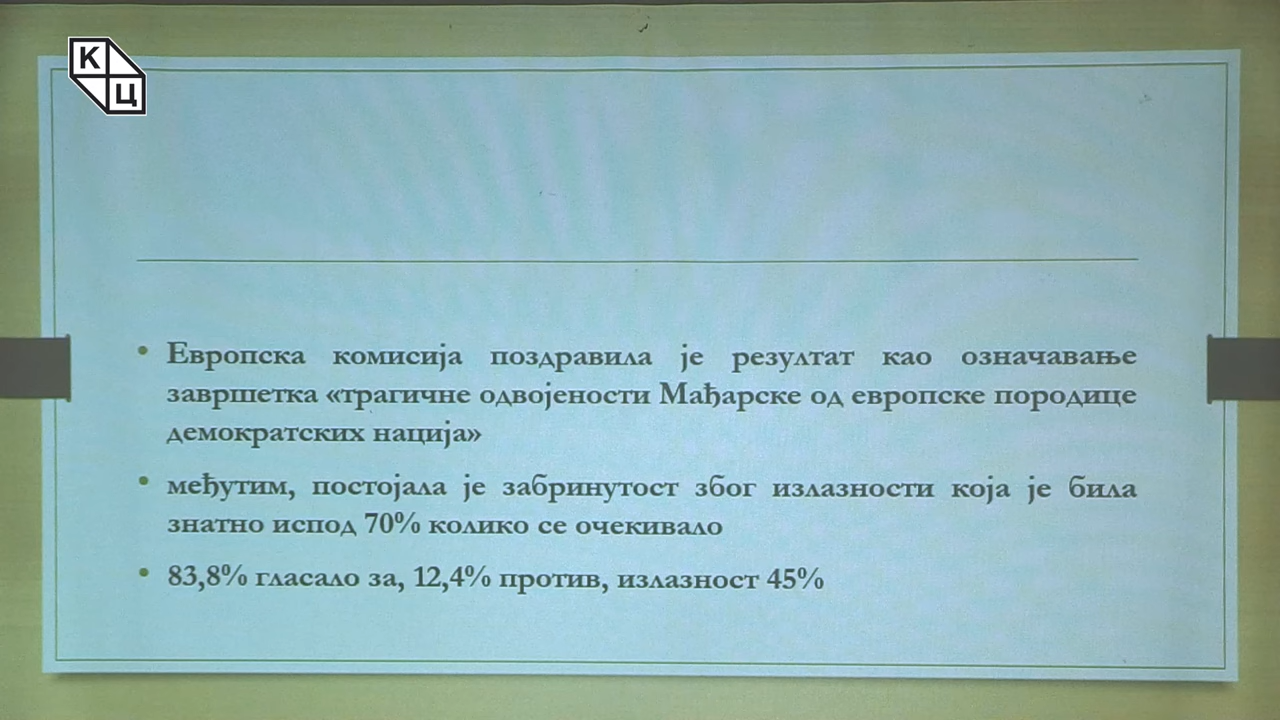 К
Ц
Европска комисија поздравила је резултат као означавање
завршетка «трагичне одвојености Мађарске од европске породице
демократских нација»
међутим, постојала је забринутост због излазности која је била
знатно испод 70% колико се очекивало
83,8% гласало за, 12,4% против, излазност 45%